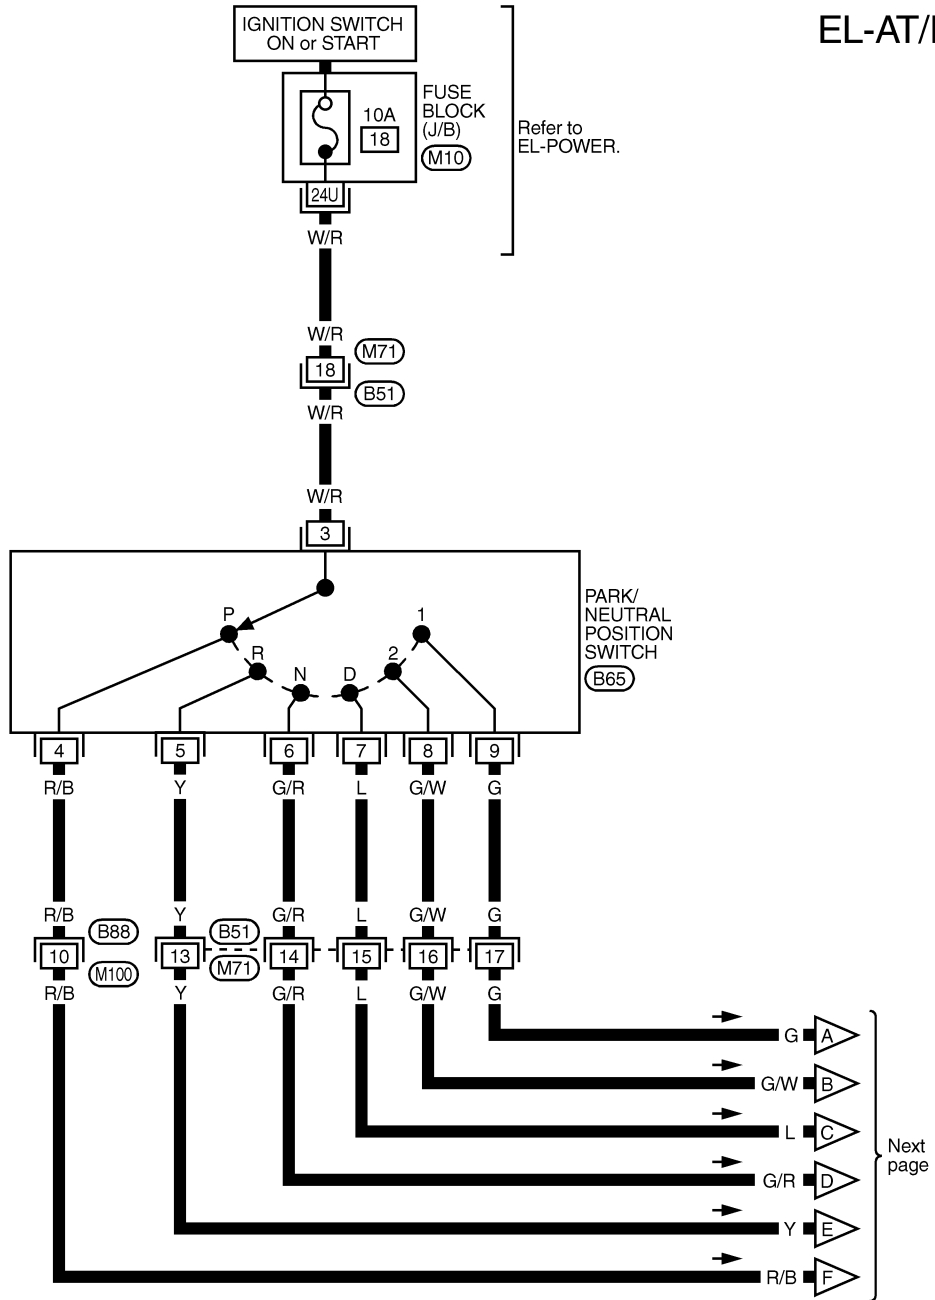 IGNITION SWITCH
ON or START
EL-AT/
FUSE
BLOCK
(J/B)
M10
10A
18
Refer to
EL-POWER.
24U
W/R
W/R
M71
18
B51
W/R
W/R
3
P
R
N
D
2
1
PARK/
NEUTRAL
POSITION
SWITCH
B65
4 5 6 7 8 9
R/B Y G/R L G/W G
R/B Y G/R L G/W G
B88 B51
10 13 14 15 16 17
M100 M71
R/B Y G/R L G/W G
G A
G/W B
L C
G/R D
Y E
R/B F
Next
page